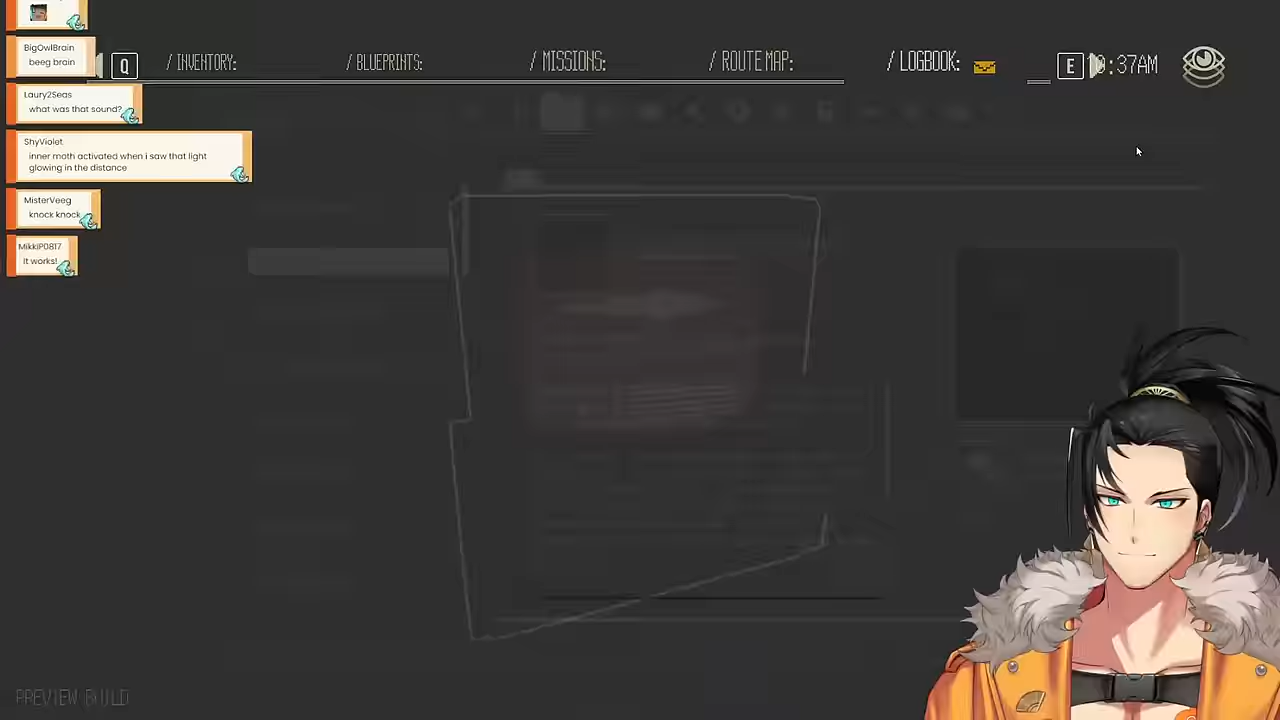 BigOwlBrain
beeg brain
Laury2Seas
what was that sound?
ShyViolet
inner moth activated when i saw that light
glowing in the distance
MisterVeeg
knock knock
MikkiP0817
It works!
Q
/ INVENTORY:
/ BLUEPRINTS:
/ MISSIONS:
/ ROUTE MAP:
/ LOGBOOK:
E
:37AM
PREVIEW BUILD